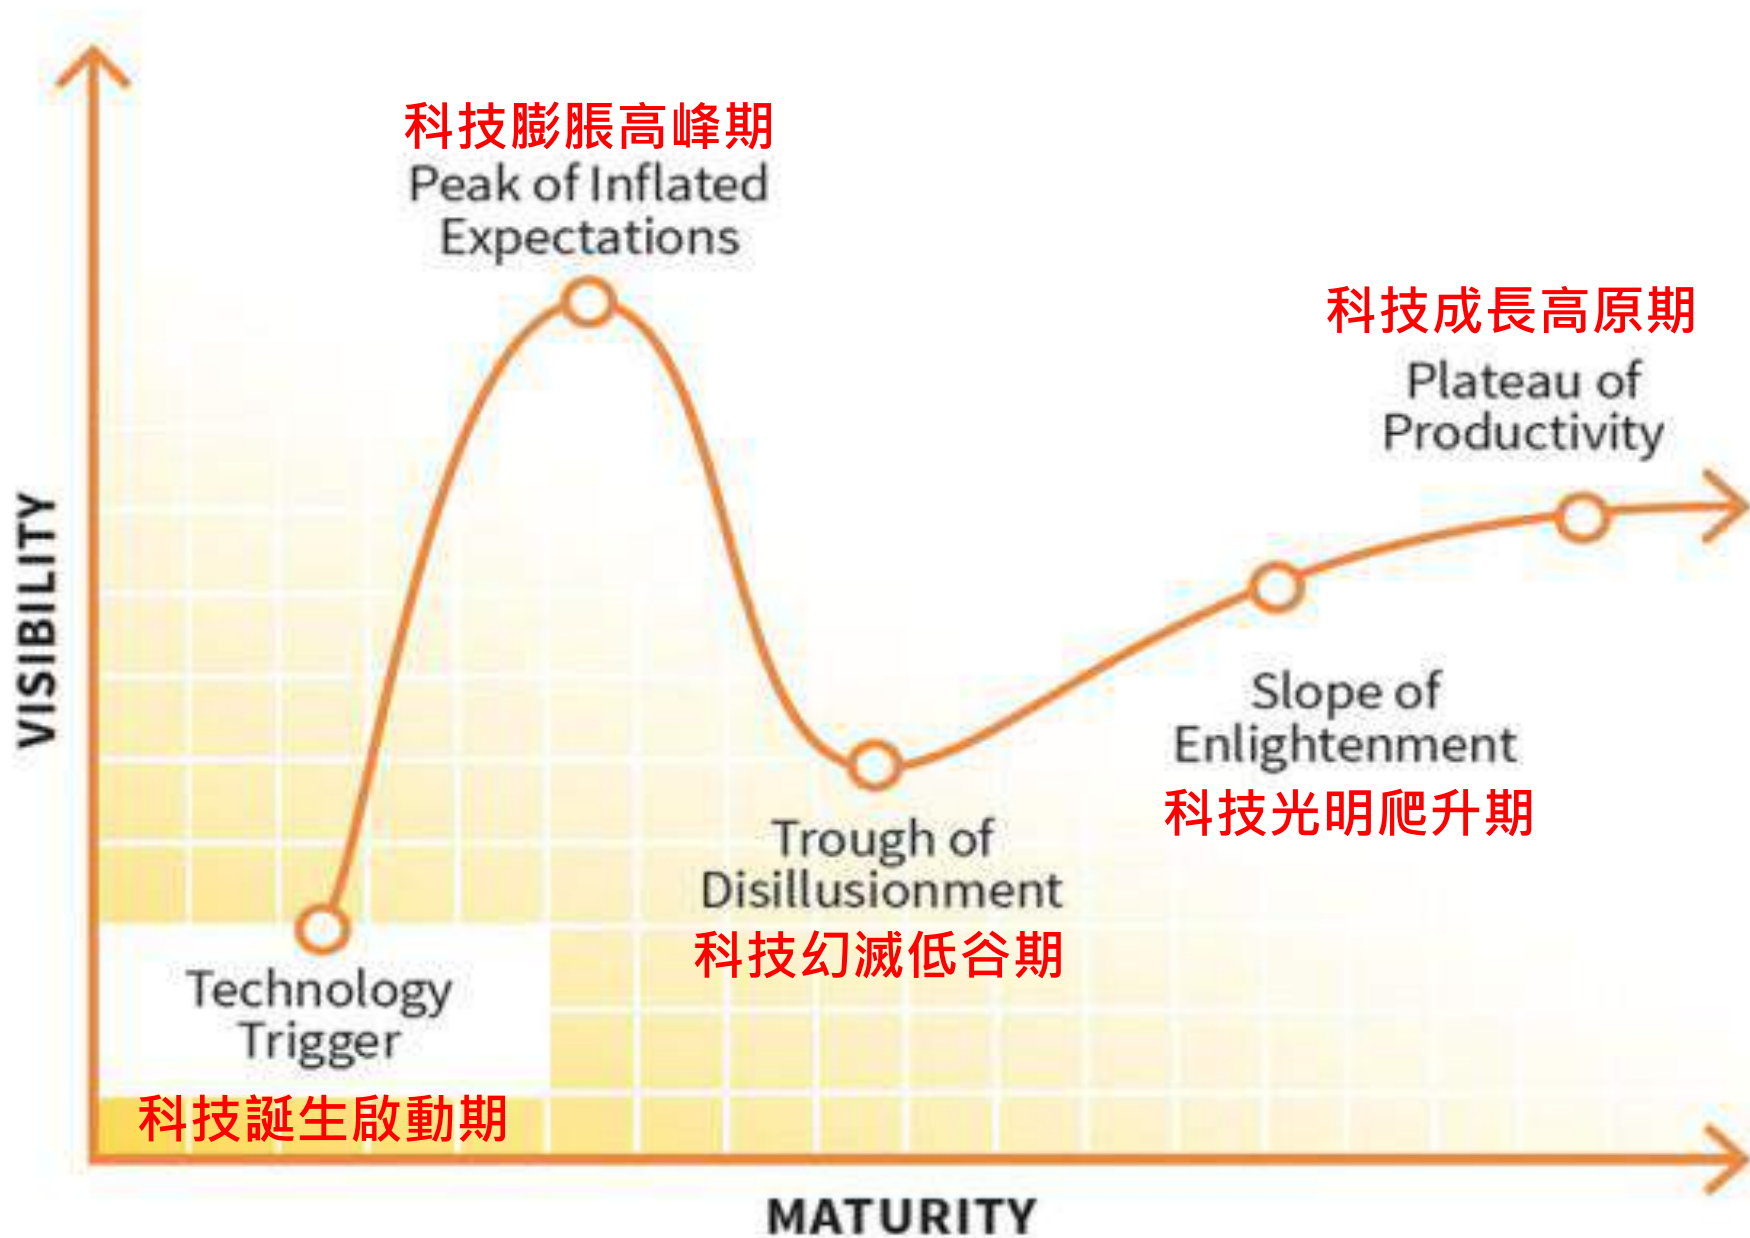 科技膨脹高峰期
Peak of Inflated
Expectations
科技成長高原期
Plateau of
Productivity
VISIBILITY
Slope of
Enlightenment
科技光明爬升期
Trough of
Disillusionment
科技幻滅低谷期
Technology
Trigger
科技誕生啟動期
MATURITY